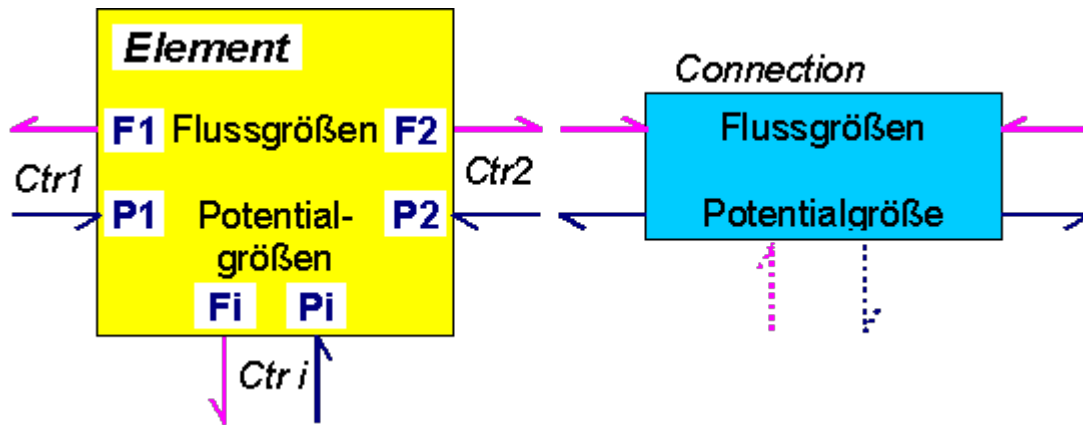 Element
Connection
F1 Flussgrößen F2
Flussgrößen
Ctr1
Ctr2
P1 Potential- P2
größen
Potentialgröße
Fi Pi
Ctr i